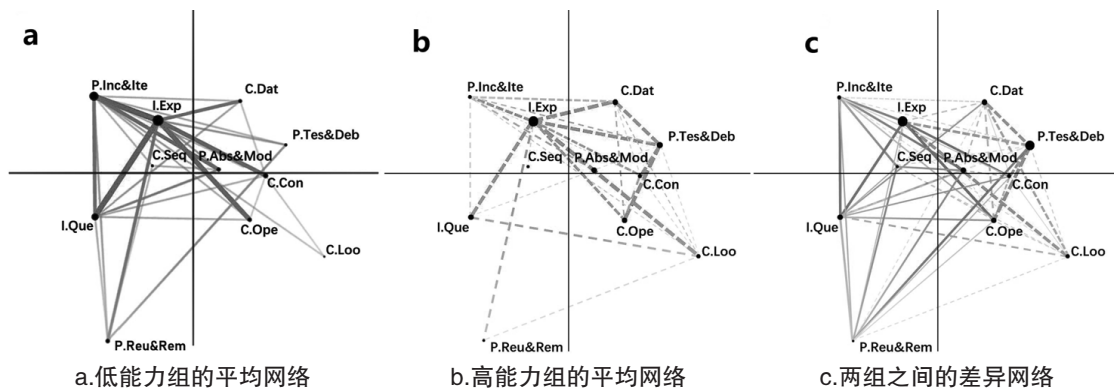 a
P.Inc&Ite
I.Exp
C.Dat
P.Tes&Deb
C.Seq
P.Abs&Mod
C.Con
I.Que
C.Ope
C.Loo
P.Reu&Rem
a.低能力组的平均网络
b
P.Inc&Ite
I.Exp
C.Dat
P.Tes&Deb
C.Seq
P.Abs&Mod
C.Con
I.Que
C.Ope
C.Loo
P.Reu&Rem
b.高能力组的平均网络
c
P.Inc&Ite
I.Exp
C.Dat
P.Tes&Deb
C.Seq
P.Abs&Mod
C.Con
I.Que
C.Ope
C.Loo
P.Reu&Rem
c.两组之间的差异网络